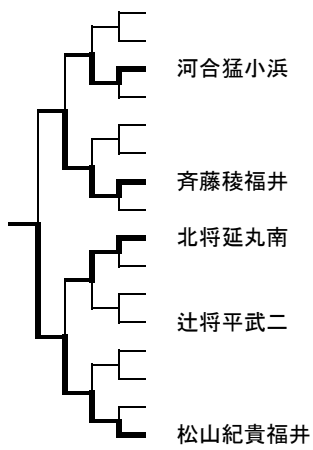 河合猛小浜
斉藤稜福井
北将延丸南
辻将平武二
松山紀貴福井